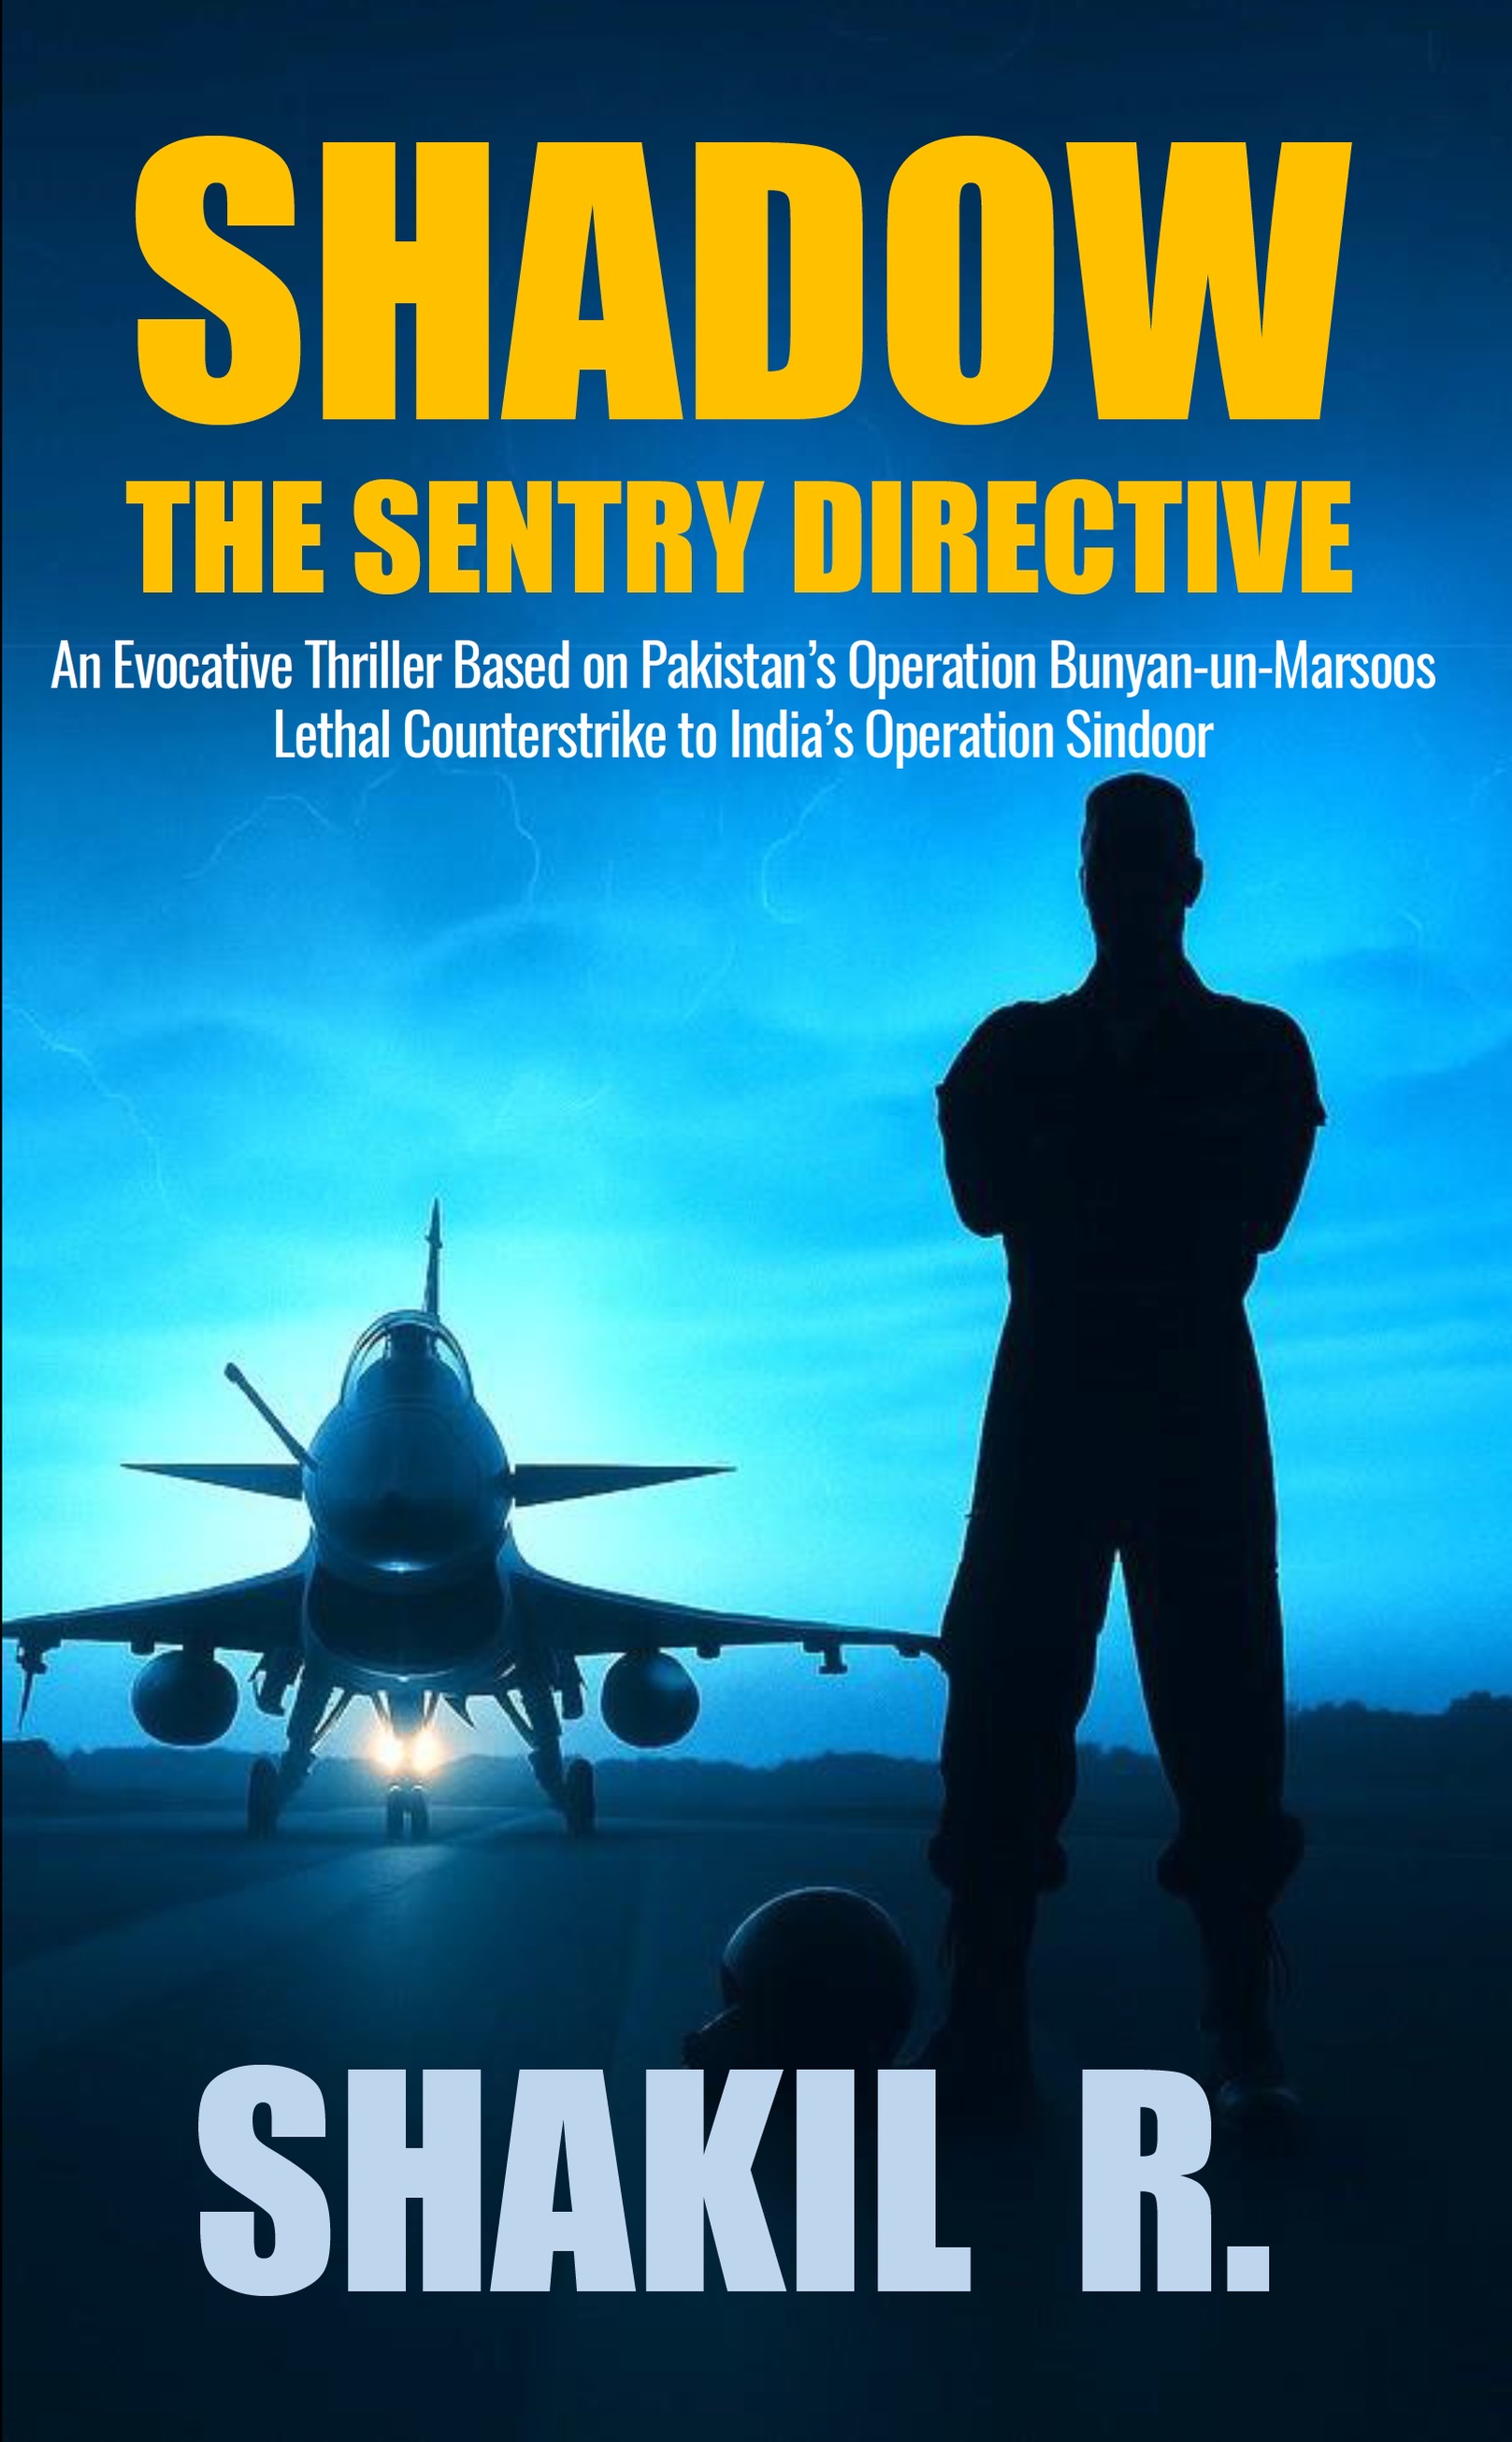 SHADOW
THE SENTRY DIRECTIVE
An Evocative Thriller Based on Pakistan’s Operation Bunyan-un-Marsoos
Lethal Counterstrike to India’s Operation Sindoor
SHAKIL R.